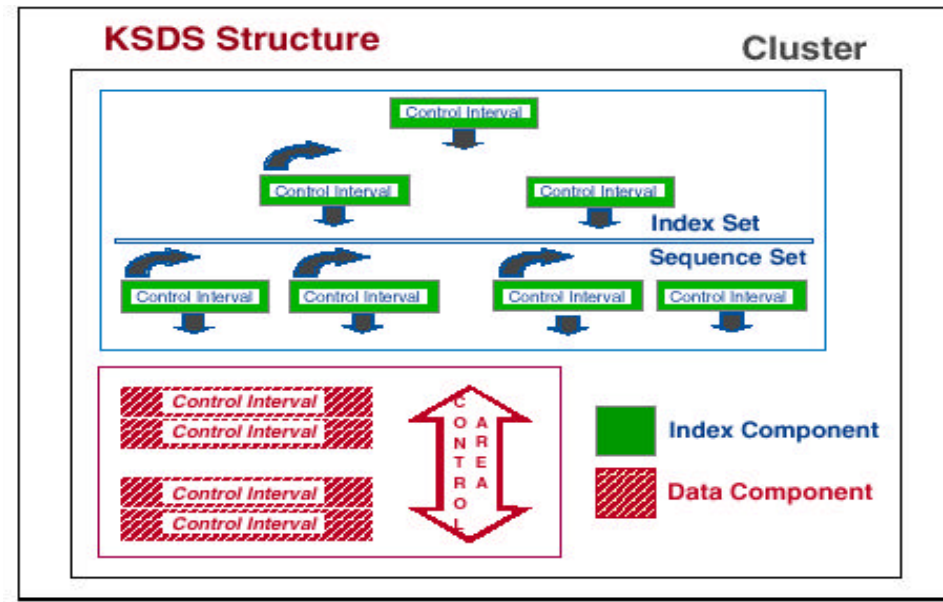 KSDS Structure
Cluster
Control Interval
Control Interval
Control Interval
Index Set
Sequence Set
Control Interval
Control Interval
Control Interval
Control Interval
Control Interval
Control Interval
Control Interval
Control Interval
CONTROL
AREA
Index Component
Data Component